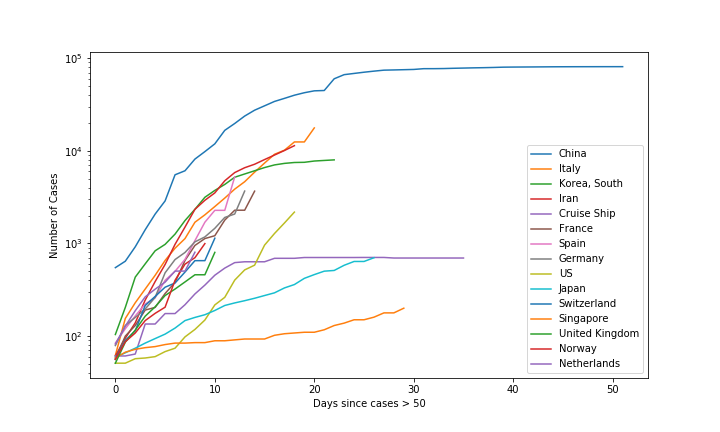 10^5
10^4
10^3
10^2
Number of Cases
0
10
20
30
40
50
Days since cases > 50
China
Italy
Korea, South
Iran
Cruise Ship
France
Spain
Germany
US
Japan
Switzerland
Singapore
United Kingdom
Norway
Netherlands